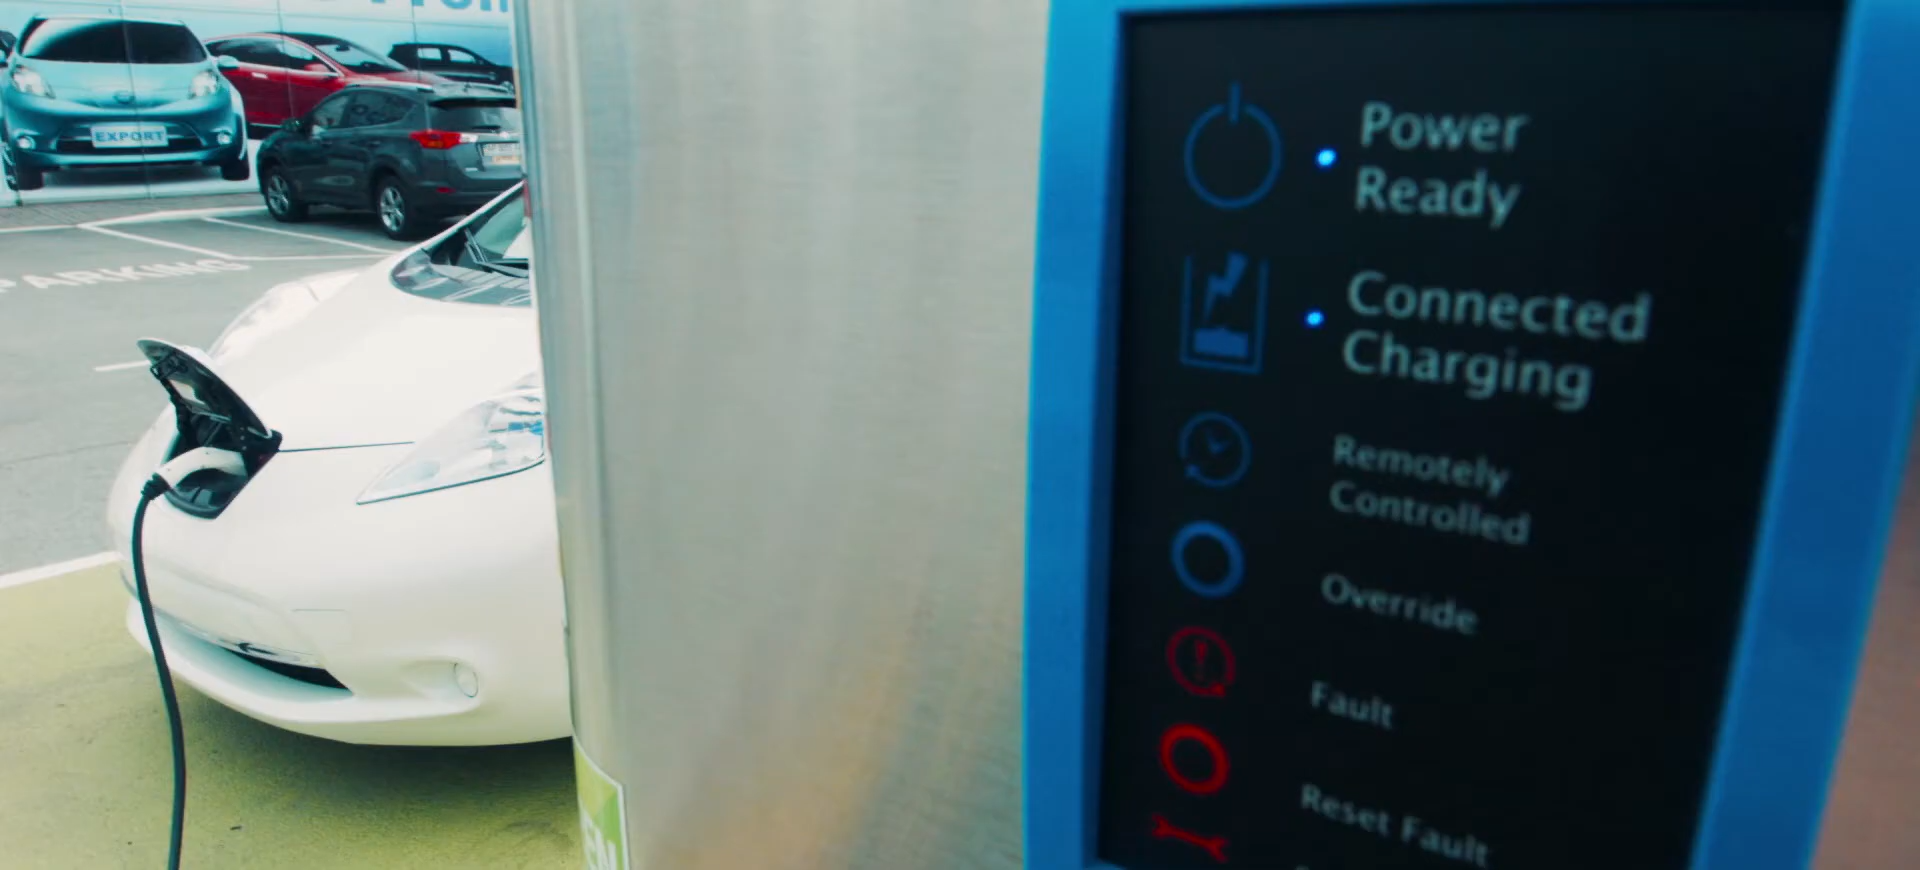 EXPORT
PARKING
Power
Ready
Connected
Charging
Remotely
Controlled
Override
Fault
Reset Fault